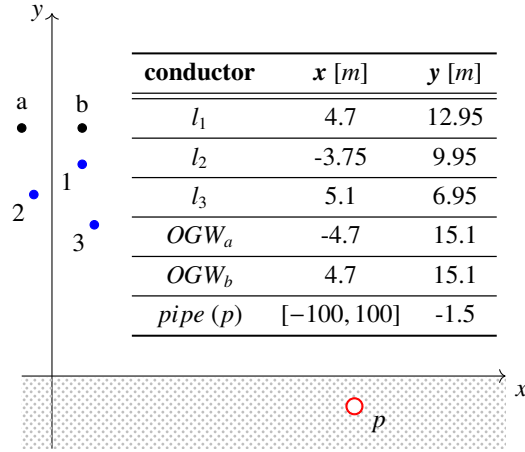 y
a b
1
2
3
conductor x [m] y [m]
l₁ 4.7 12.95
l₂ -3.75 9.95
l₃ 5.1 6.95
OGWₐ -4.7 15.1
OGW_b 4.7 15.1
pipe (p) [−100, 100] -1.5
x
p